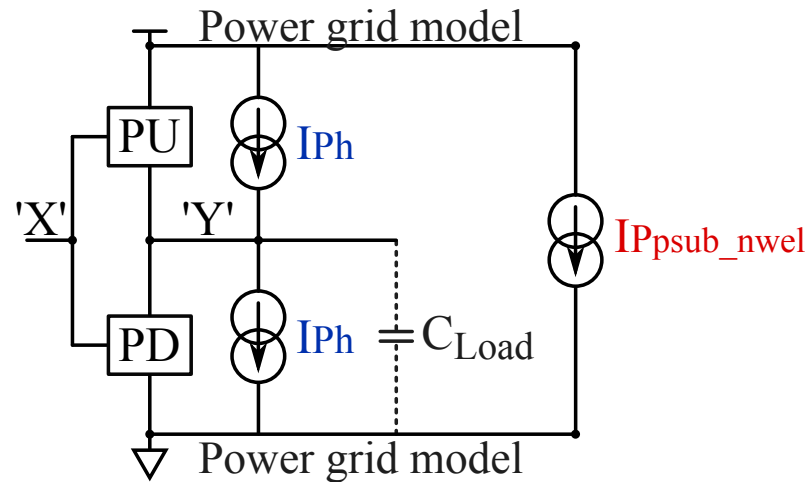 Power grid model
PU
IPh
'X'
'Y'
IPpsub_nwel
PD
IPh
CLoad
Power grid model